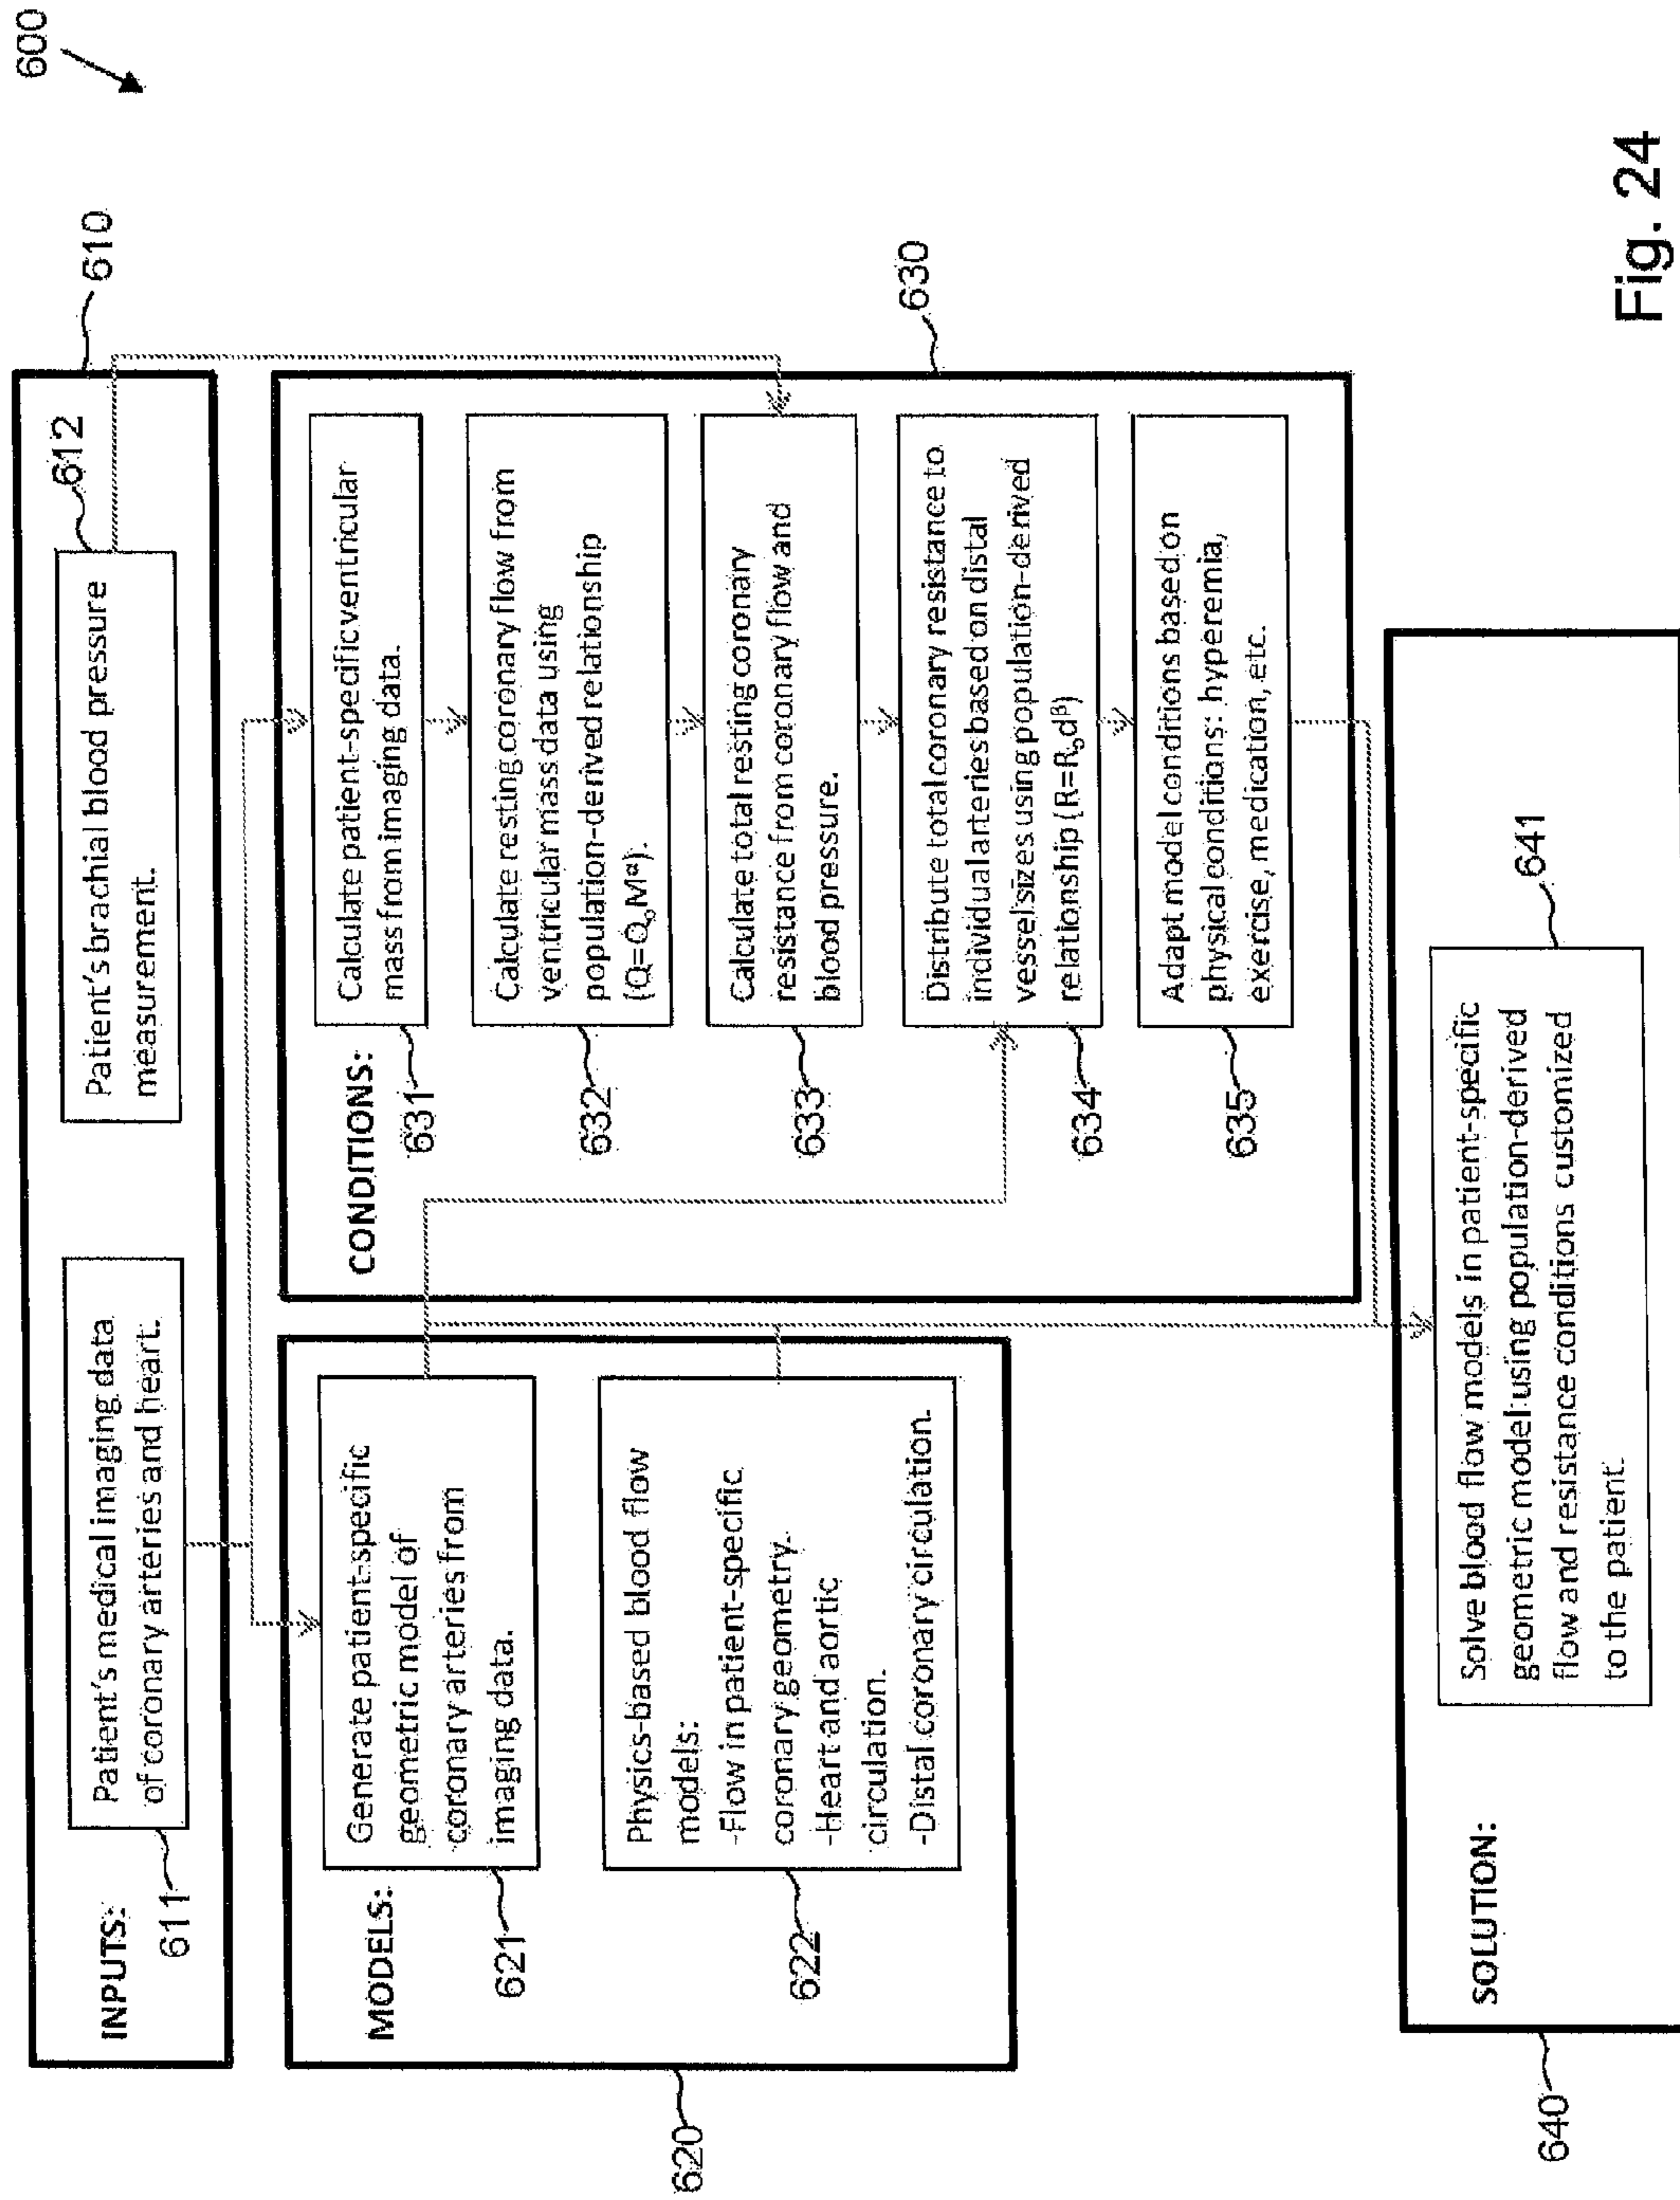 600
610
INPUTS:
Patient's medical imaging data
of coronary arteries and heart.
611
Patient's brachial blood pressure
measurement.
612
620
MODELS:
Generate patient-specific
geometric model of
coronary arteries from
imaging data.
621
Physics-based blood flow
models:
-Flow in patient-specific
coronary geometry.
-Heart and aortic
circulation.
-Distal coronary circulation.
622
630
CONDITIONS:
Calculate patient-specific ventricular
mass from imaging data.
631
Calculate resting coronary flow from
ventricular mass data using
population-derived relationship
(Q=Q₀Mᵅ).
632
Calculate total resting coronary
resistance from coronary flow and
blood pressure.
633
Distribute total coronary resistance to
individual arteries based on distal
vessel sizes using population-derived
relationship (R=R₀dᵝ)
634
Adapt model conditions based on
physical conditions: hyperemia,
exercise, medication, etc.
635
640
SOLUTION:
Solve blood flow models in patient-specific
geometric model using population-derived
flow and resistance conditions customized
to the patient.
641
Fig. 24